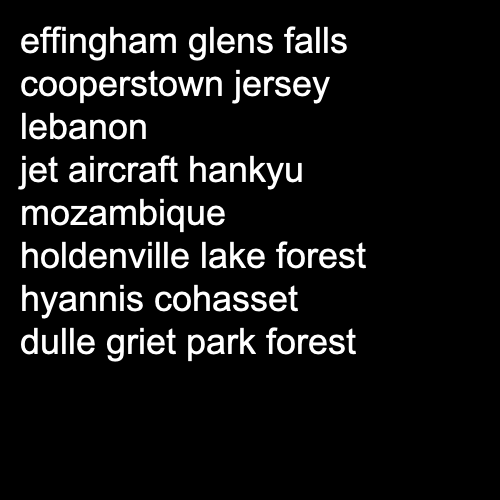 effingham glens falls
cooperstown jersey
lebanon
jet aircraft hankyu
mozambique
holdenville lake forest
hyannis cohasset
dulle griet park forest